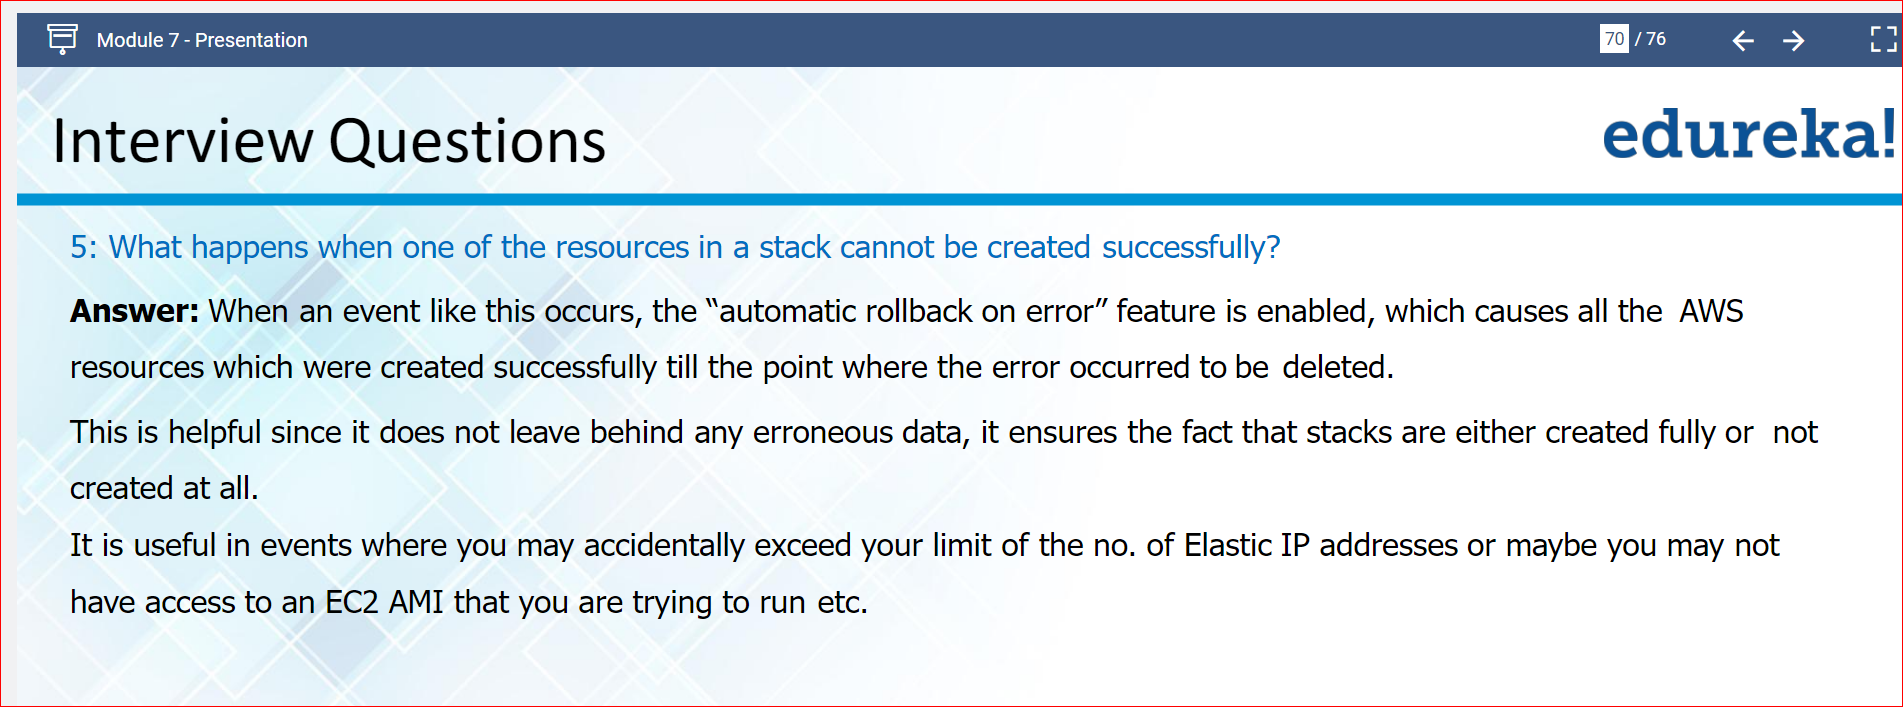 Module 7 - Presentation
70 / 76
Interview Questions
edureka!
5: What happens when one of the resources in a stack cannot be created successfully?
Answer: When an event like this occurs, the “automatic rollback on error” feature is enabled, which causes all the AWS
resources which were created successfully till the point where the error occurred to be deleted.
This is helpful since it does not leave behind any erroneous data, it ensures the fact that stacks are either created fully or not
created at all.
It is useful in events where you may accidentally exceed your limit of the no. of Elastic IP addresses or maybe you may not
have access to an EC2 AMI that you are trying to run etc.